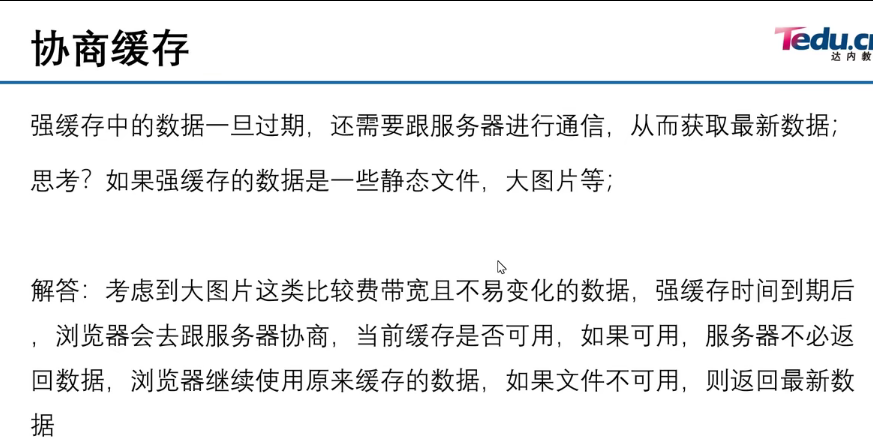 协商缓存
Tedu.c
达内教
强缓存中的数据一旦过期，还需要跟服务器进行通信，从而获取最新数据；
思考？如果强缓存的数据是一些静态文件，大图片等；
解答：考虑到大图片这类比较费带宽且不易变化的数据，强缓存时间到期后
，浏览器会去跟服务器协商，当前缓存是否可用，如果可用，服务器不必返
回数据，浏览器继续使用原来缓存的数据，如果文件不可用，则返回最新数
据